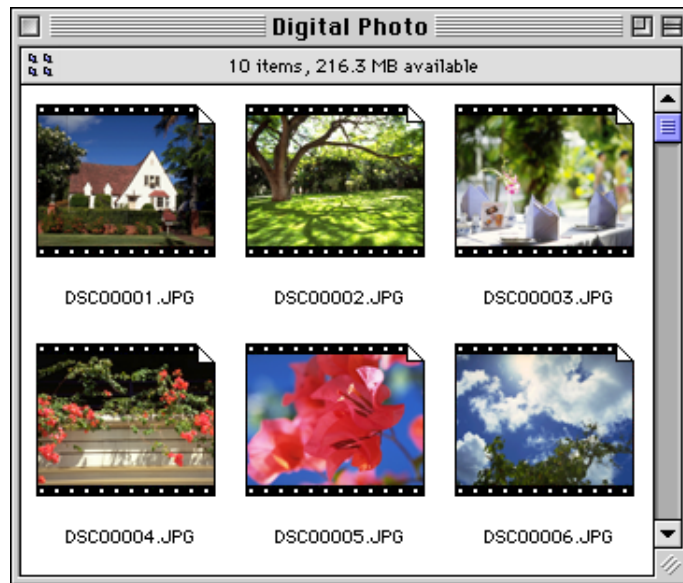 Digital Photo
10 items, 216.3 MB available
DSC00001.JPG
DSC00002.JPG
DSC00003.JPG
DSC00004.JPG
DSC00005.JPG
DSC00006.JPG